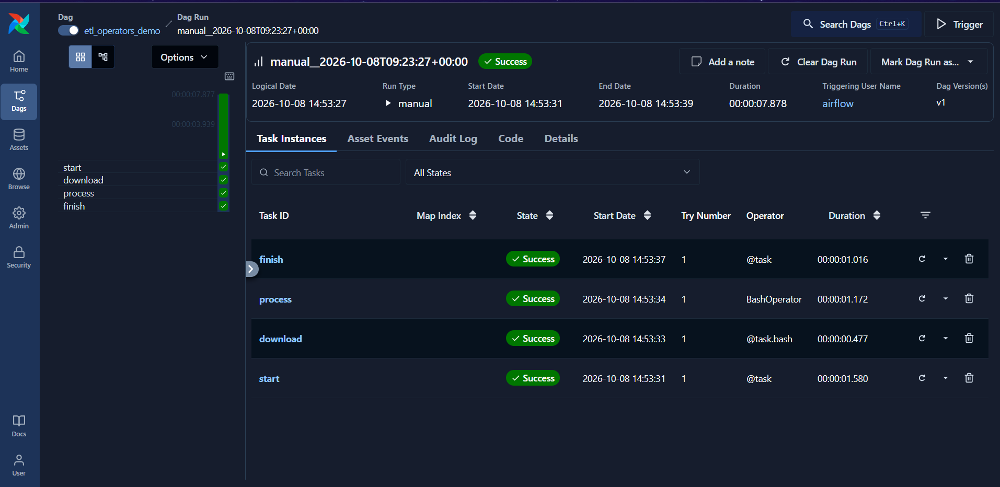 Dag
etl_operators_demo
Dag Run
manual__2026-10-08T09:23:27+00:00
Search Dags Ctrl+K
Trigger
Home
Dags
Assets
Browse
Admin
Security
Docs
User
Options
00:00:07.877
00:00:03.939
start
download
process
finish
manual__2026-10-08T09:23:27+00:00 Success
Add a note
Clear Dag Run
Mark Dag Run as...
Logical Date Run Type Start Date End Date Duration Triggering User Name Dag Version(s)
2026-10-08 14:53:27 manual 2026-10-08 14:53:31 2026-10-08 14:53:39 00:00:07.878 airflow v1
Task Instances Asset Events Audit Log Code Details
Search Tasks All States
Task ID Map Index State Start Date Try Number Operator Duration
finish Success 2026-10-08 14:53:37 1 @task 00:00:01.016
process Success 2026-10-08 14:53:34 1 BashOperator 00:00:01.172
download Success 2026-10-08 14:53:33 1 @task.bash 00:00:00.477
start Success 2026-10-08 14:53:31 1 @task 00:00:01.580